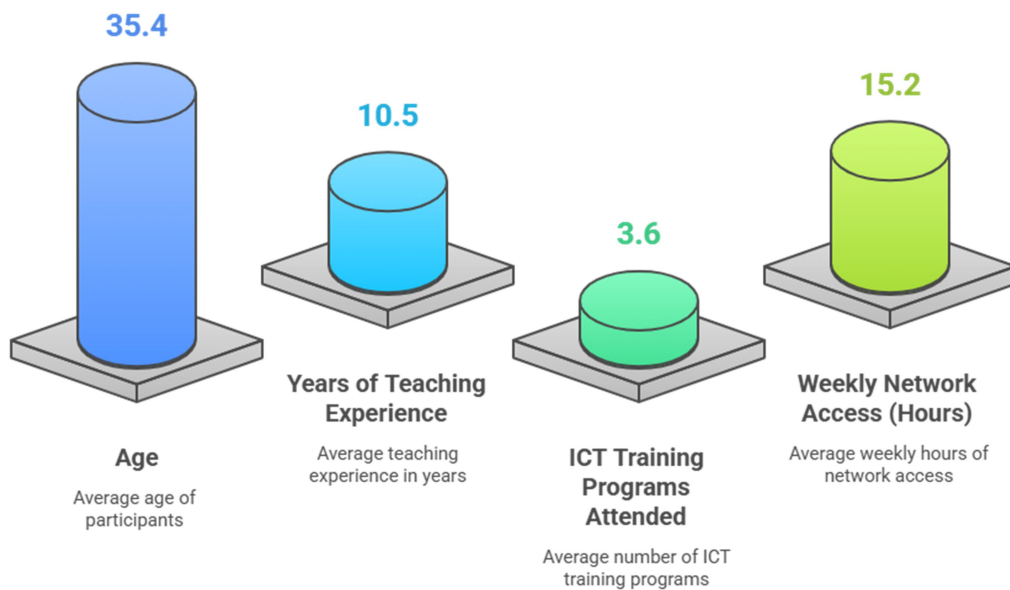 35.4
Age
Average age of
participants
10.5
Years of Teaching
Experience
Average teaching
experience in years
3.6
ICT Training
Programs
Attended
Average number of ICT
training programs
15.2
Weekly Network
Access (Hours)
Average weekly hours of
network access